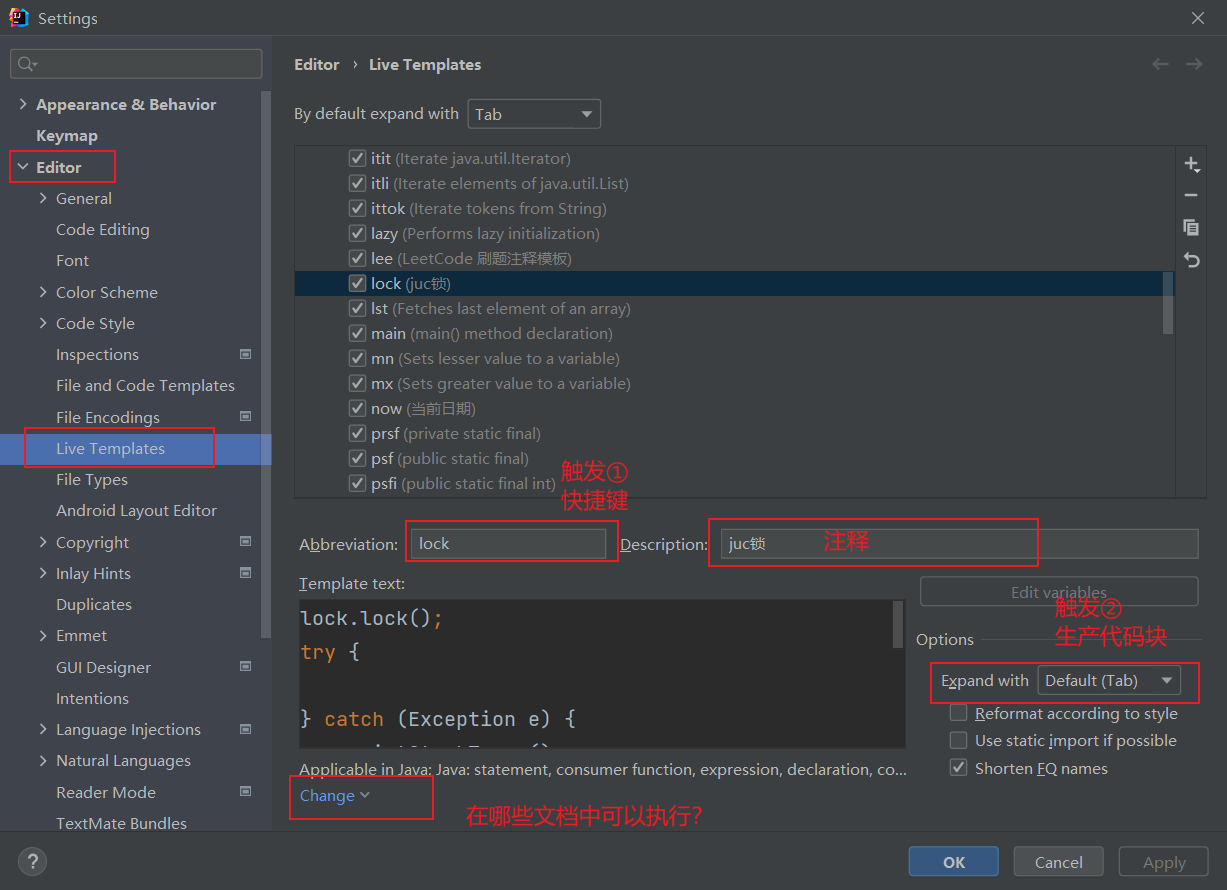 Settings
Editor › Live Templates
Appearance & Behavior
Keymap
Editor
General
Code Editing
Font
Color Scheme
Code Style
Inspections
File and Code Templates
File Encodings
Live Templates
File Types
Android Layout Editor
Copyright
Inlay Hints
Duplicates
Emmet
GUI Designer
Intentions
Language Injections
Natural Languages
Reader Mode
TextMate Bundles
By default expand with Tab
itit (Iterate java.util.Iterator)
itli (Iterate elements of java.util.List)
ittok (Iterate tokens from String)
lazy (Performs lazy initialization)
lee (LeetCode 刷题注释模板)
lock (juc锁)
lst (Fetches last element of an array)
main (main() method declaration)
mn (Sets lesser value to a variable)
mx (Sets greater value to a variable)
now (当前日期)
prsf (private static final)
psf (public static final)
psfi (public static final int)
触发①
快捷键
Abbreviation: lock Description: juc锁 注释
Template text:
lock.lock();
try {
} catch (Exception e) {
Edit variables
触发②
生产代码块
Options
Expand with Default (Tab)
Reformat according to style
Use static import if possible
Shorten FQ names
Applicable in Java: Java: statement, consumer function, expression, declaration, co...
Change
在哪些文档中可以执行?
?
OK Cancel Apply